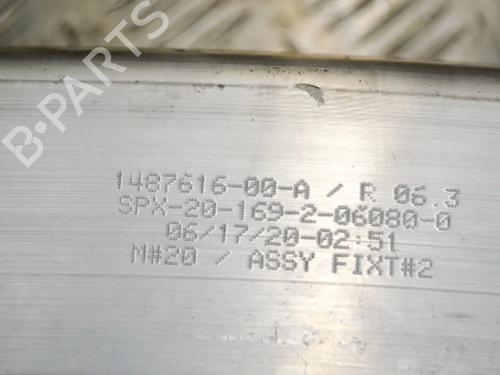 B-PARTS
1487616-00-A / R 06.3
SPX-20-169-2-06080-0
06/17/20-02:51
M#20 / ASSY FIXT#2